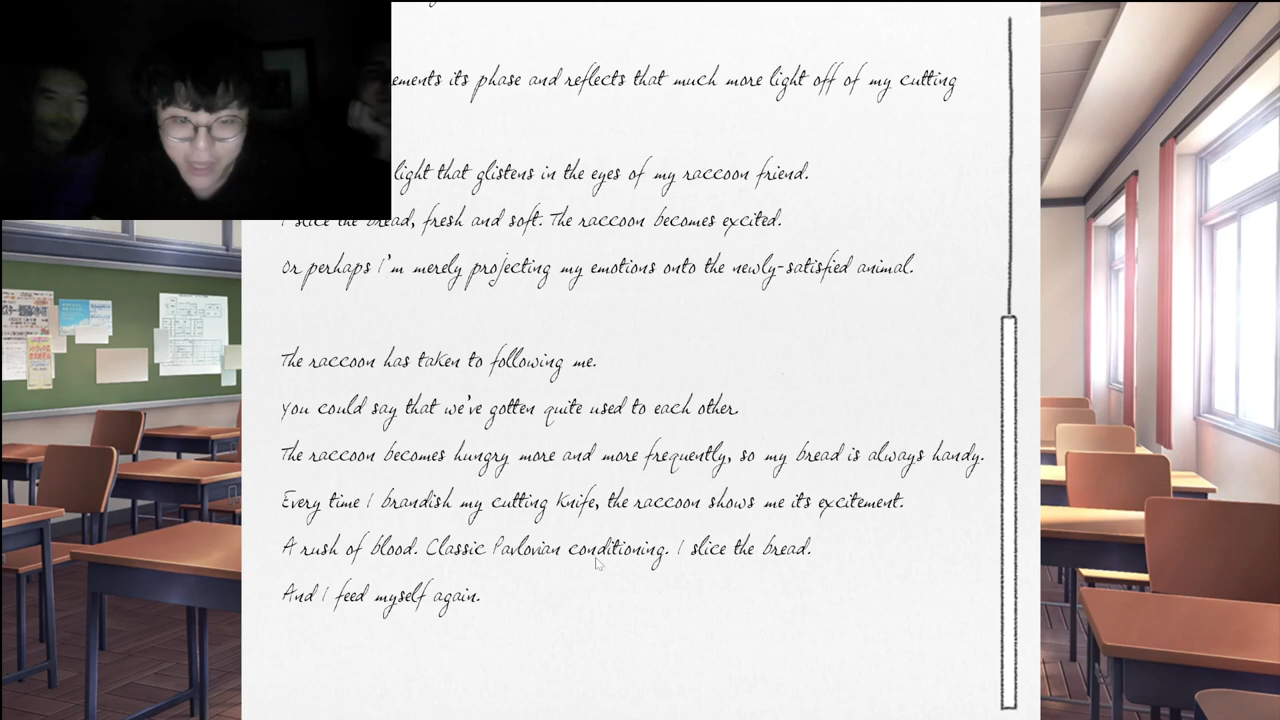 ements its phase and reflects that much more light off of my cutting
light that glistens in the eyes of my raccoon friend.
I slice the bread, fresh and soft. The raccoon becomes excited.
Or perhaps I'm merely projecting my emotions onto the newly-satisfied animal.
The raccoon has taken to following me.
You could say that we've gotten quite used to each other.
The raccoon becomes hungry more and more frequently, so my bread is always handy.
Every time I brandish my cutting knife, the raccoon shows me its excitement.
A rush of blood. Classic Pavlovian conditioning. I slice the bread.
And I feed myself again.